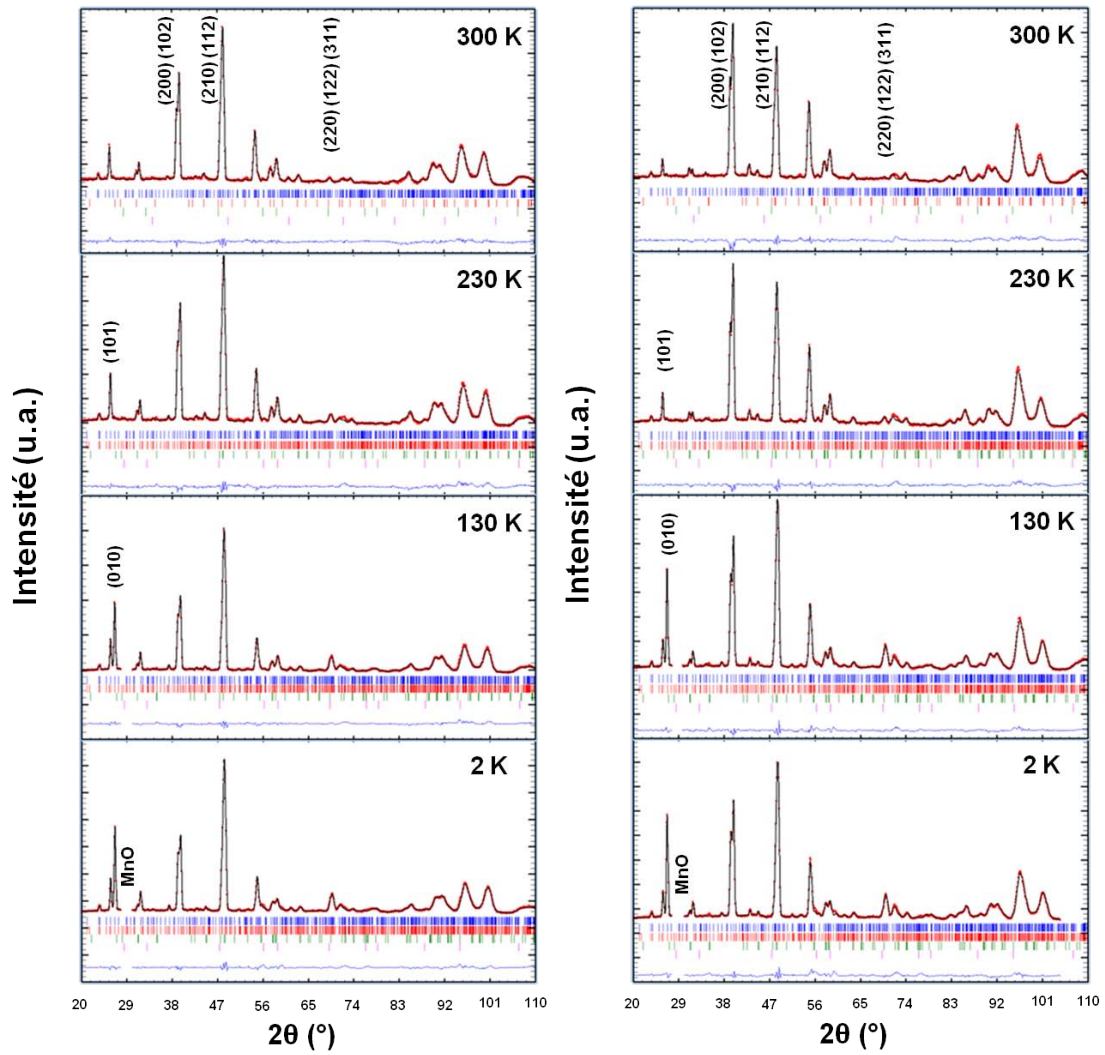 300 K
(200) (102)
(210) (112)
(220) (122) (311)
230 K
(101)
130 K
(010)
2 K
MnO
Intensité (u.a.)
20 29 38 47 56 65 74 83 92 101 110
2θ (°)
300 K
(200) (102)
(210) (112)
(220) (122) (311)
230 K
(101)
130 K
(010)
2 K
MnO
Intensité (u.a.)
20 29 38 47 56 65 74 83 92 101 110
2θ (°)